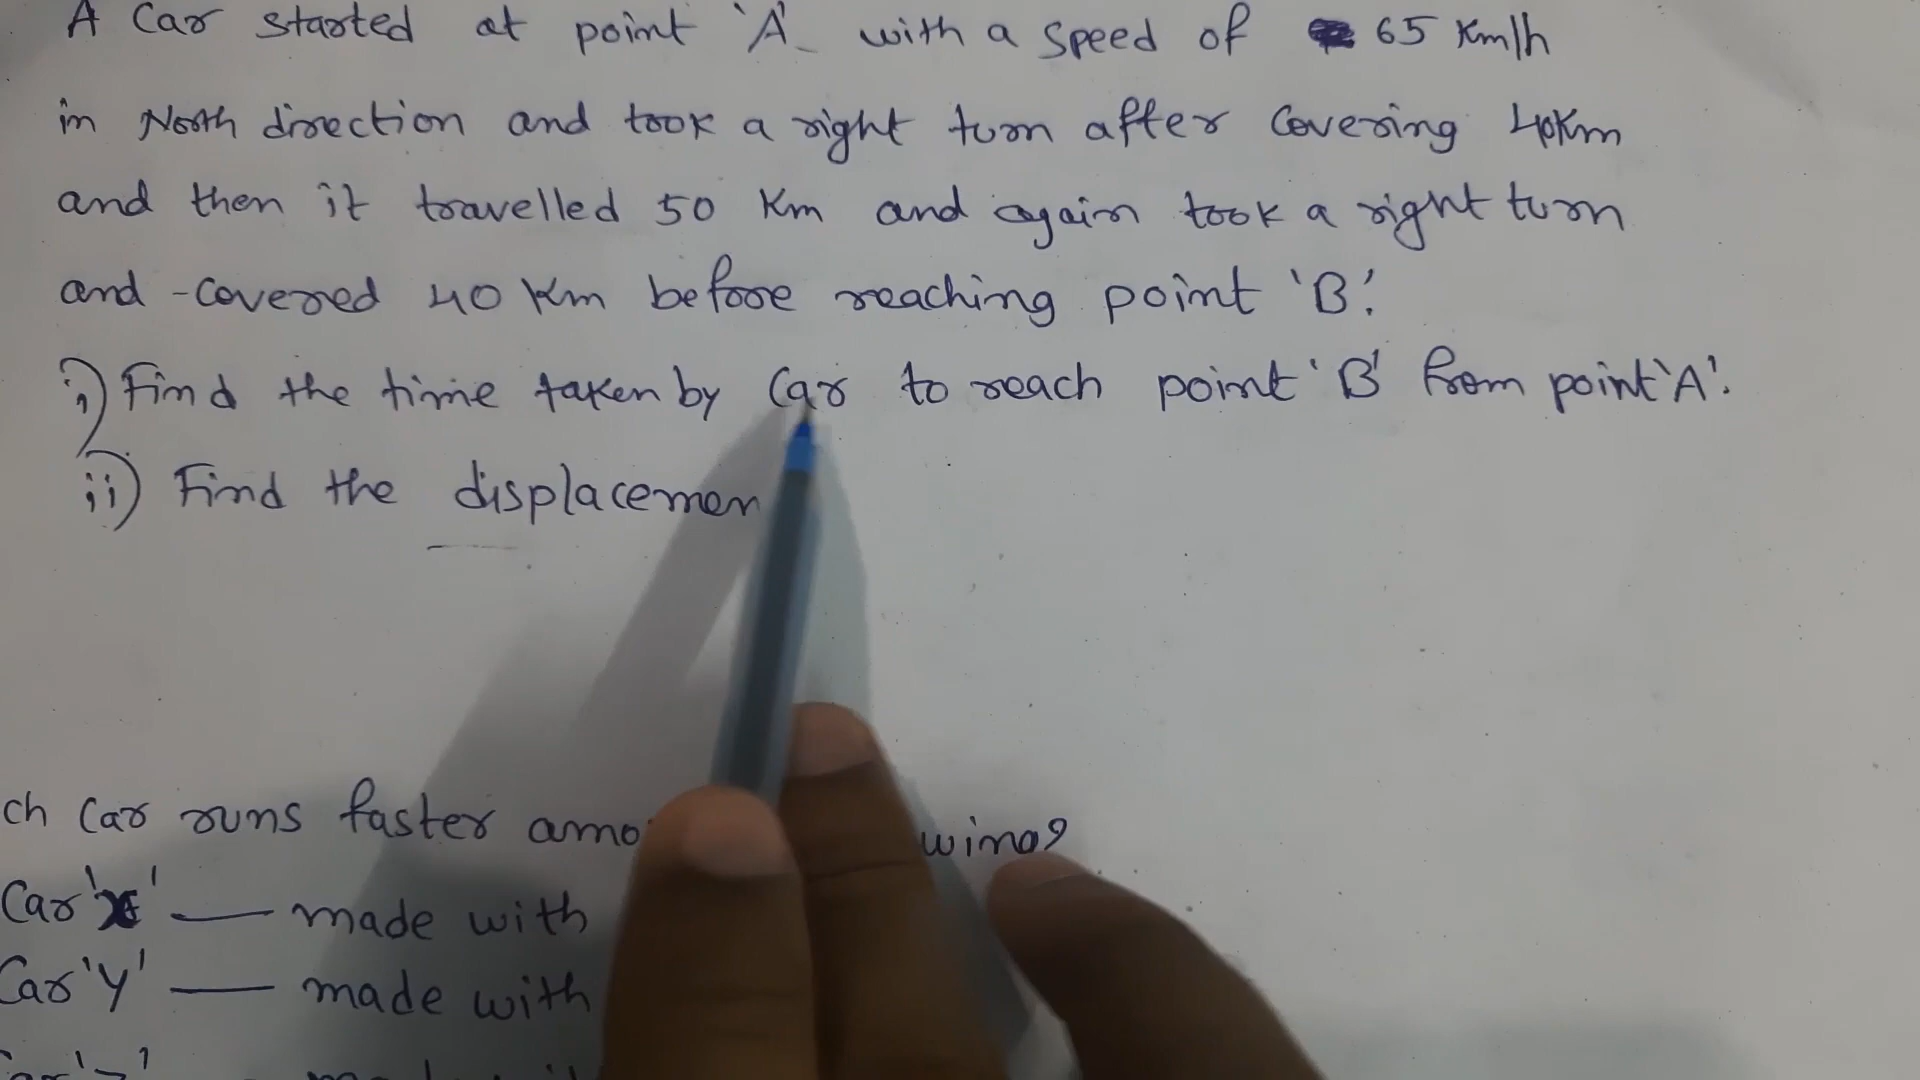 A Car started at point 'A' with a speed of 65 Km/h
in North direction and took a right turn after Covering 40Km
and then it travelled 50 Km and again took a right turn
and covered 40 Km before reaching point 'B'.
i) Find the time taken by Car to reach point 'B' from point 'A'.
ii) Find the displacemen
ch Car runs faster amo
Car 'X' — made with
Car 'Y' — made with